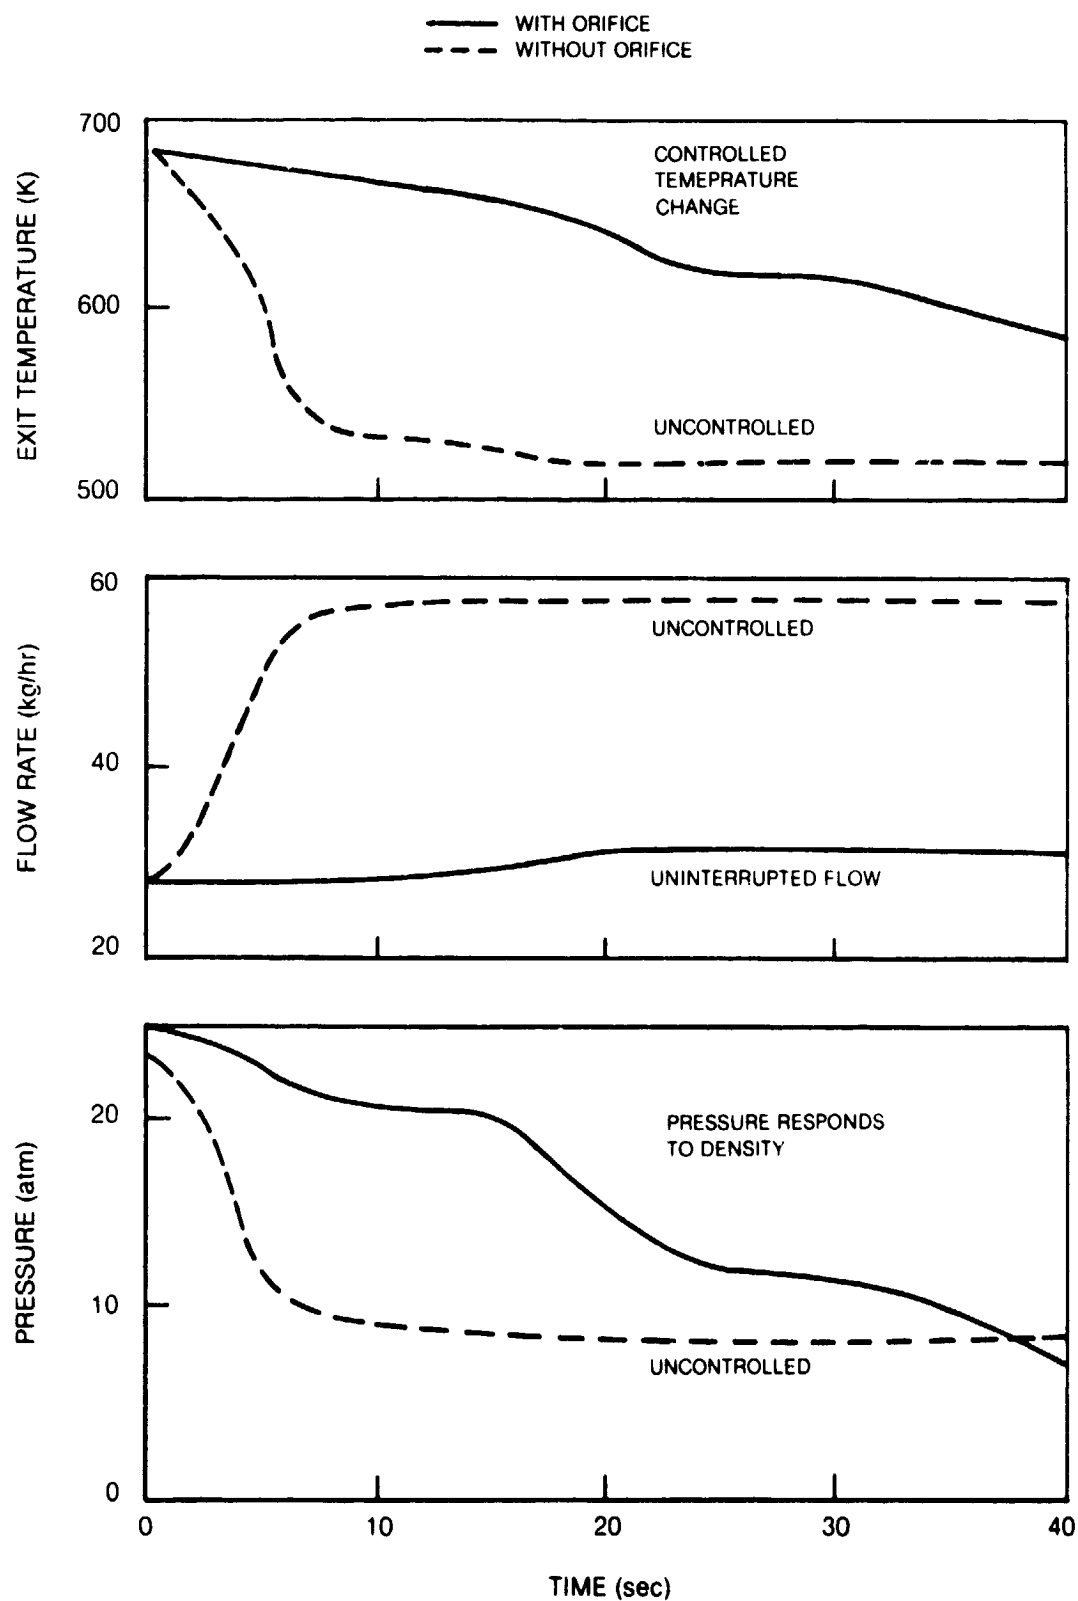 WITH ORIFICE
WITHOUT ORIFICE
EXIT TEMPERATURE (K)
700
600
500
CONTROLLED
TEMEPRATURE
CHANGE
UNCONTROLLED
FLOW RATE (kg/hr)
60
40
20
UNCONTROLLED
UNINTERRUPTED FLOW
PRESSURE (atm)
20
10
0
PRESSURE RESPONDS
TO DENSITY
UNCONTROLLED
0 10 20 30 40
TIME (sec)